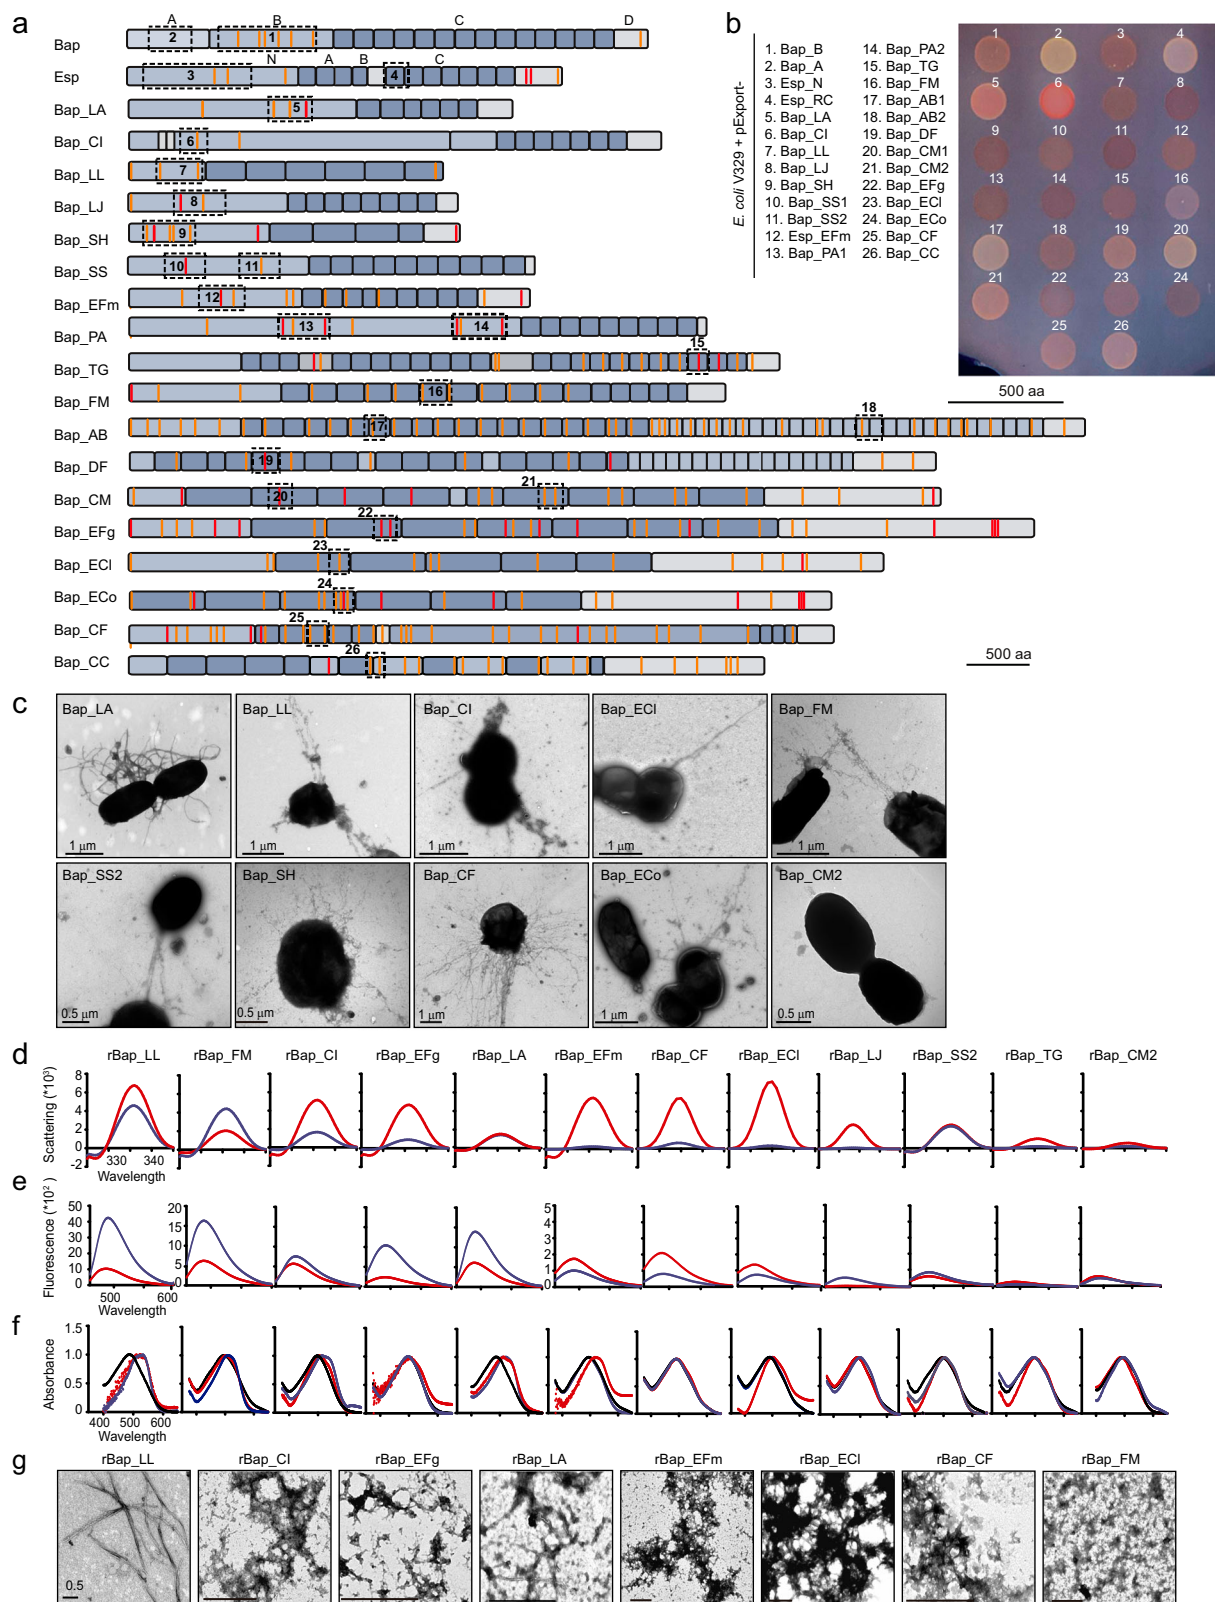 a
A B C D
Bap 2 1
N A B C
Esp 3 4
Bap_LA 5
Bap_CI 6
Bap_LL 7
Bap_LJ 8
Bap_SH 9
Bap_SS 10 11
Bap_EFm 12
Bap_PA 13 14
15
Bap_TG
Bap_FM 16
500 aa
18
Bap_AB 17
Bap_DF 19
21
Bap_CM 20
22
Bap_EFg
23
Bap_ECl
24
Bap_ECo
25
Bap_CF
26
Bap_CC
500 aa
b
E. coli V329 + pExport-
1. Bap_B
2. Bap_A
3. Esp_N
4. Esp_RC
5. Bap_LA
6. Bap_CI
7. Bap_LL
8. Bap_LJ
9. Bap_SH
10. Bap_SS1
11. Bap_SS2
12. Esp_EFm
13. Bap_PA1
14. Bap_PA2
15. Bap_TG
16. Bap_FM
17. Bap_AB1
18. Bap_AB2
19. Bap_DF
20. Bap_CM1
21. Bap_CM2
22. Bap_EFg
23. Bap_ECl
24. Bap_ECo
25. Bap_CF
26. Bap_CC
1 2 3 4
5 6 7 8
9 10 11 12
13 14 15 16
17 18 19 20
21 22 23 24
25 26
c
Bap_LA Bap_LL Bap_CI Bap_ECl Bap_FM
1 µm 1 µm 1 µm 1 µm 1 µm
Bap_SS2 Bap_SH Bap_CF Bap_ECo Bap_CM2
0.5 µm 0.5 µm 1 µm 1 µm 0.5 µm
d
rBap_LL rBap_FM rBap_CI rBap_EFg rBap_LA rBap_EFm rBap_CF rBap_ECl rBap_LJ rBap_SS2 rBap_TG rBap_CM2
Scattering (*10³)
8
6
4
2
0
-2
330 340
Wavelength
e
Fluorescence (*10²)
50
40
30
20
10
0
20
15
10
5
0
5
4
3
2
1
0
500 600
Wavelength
f
Absorbance
1.5
1.0
0.5
0
400 500 600
Wavelength
g
rBap_LL rBap_CI rBap_EFg rBap_LA rBap_EFm rBap_ECl rBap_CF rBap_FM
0.5